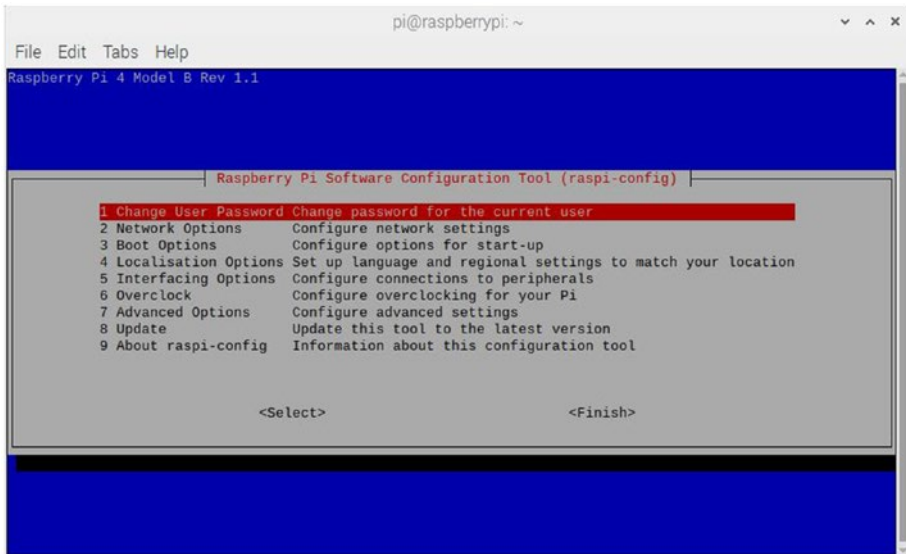 pi@raspberrypi: ~
File Edit Tabs Help
Raspberry Pi 4 Model B Rev 1.1
Raspberry Pi Software Configuration Tool (raspi-config)
1 Change User Password Change password for the current user
2 Network Options Configure network settings
3 Boot Options Configure options for start-up
4 Localisation Options Set up language and regional settings to match your location
5 Interfacing Options Configure connections to peripherals
6 Overclock Configure overclocking for your Pi
7 Advanced Options Configure advanced settings
8 Update Update this tool to the latest version
9 About raspi-config Information about this configuration tool
<Select> <Finish>